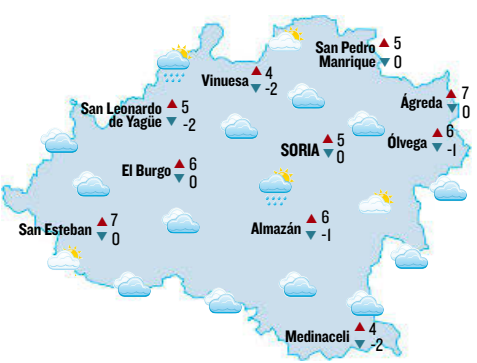 San Pedro ▲ 5
Manrique ▼ 0
Vinuesa ▲ 4
▼ -2
Ágreda ▲ 7
▼ 0
San Leonardo ▲ 5
de Yagüe ▼ -2
Ólvega ▲ 6
▼ -1
SORIA ▲ 5
▼ 0
El Burgo ▲ 6
▼ 0
San Esteban ▲ 7
▼ 0
Almazán ▲ 6
▼ -1
Medinaceli ▲ 4
▼ -2